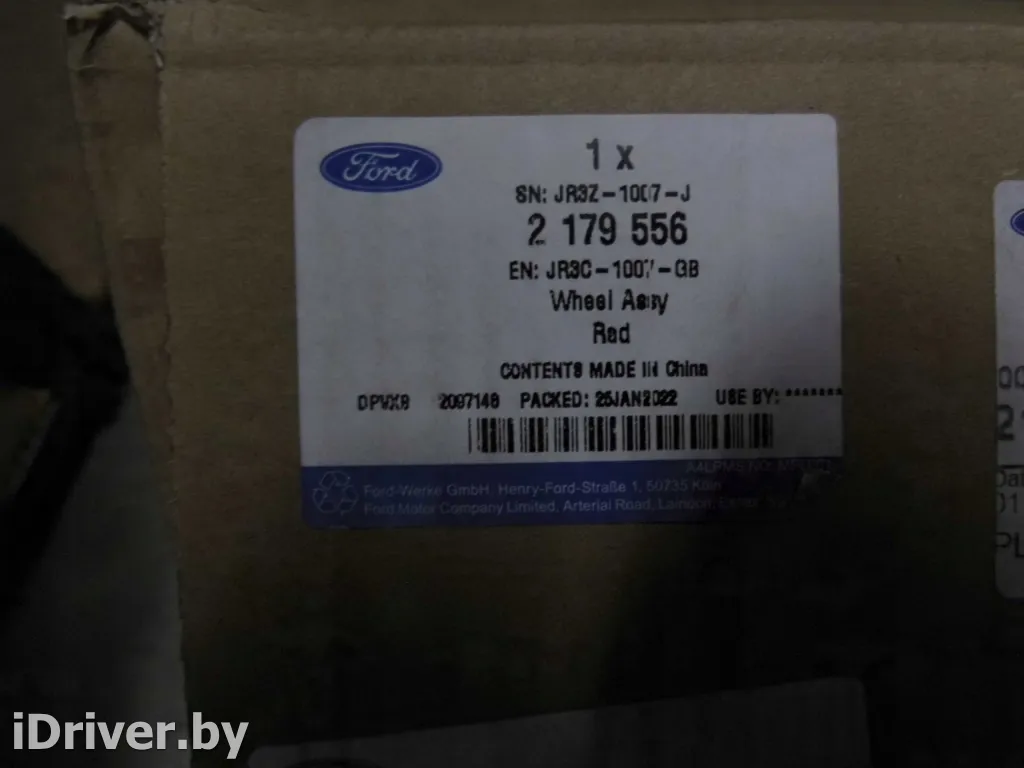 Ford
1 x
SN: JR3Z-1007-J
2 179 556
EN: JR3C-1007-GB
Wheel Assy
Rad
CONTENTS MADE IN China
2097148 PACKED: 25JAN2022 USE BY: *******
Ford-Werke GmbH, Henry-Ford-Straße 1, 50735 Köln
Ford Motor Company Limited, Arterial Road, Laindon, Essex
iDriver.by